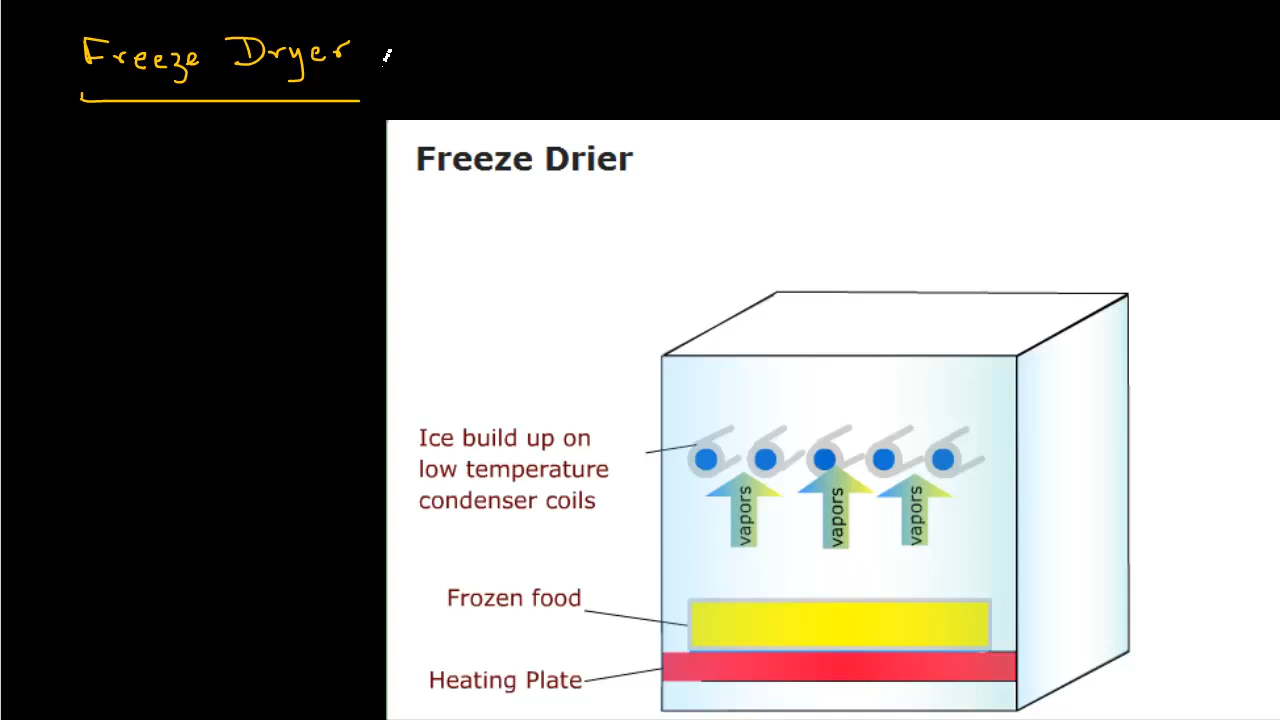 Freeze Dryer
Freeze Drier
Ice build up on
low temperature
condenser coils
vapors
vapors
vapors
Frozen food
Heating Plate